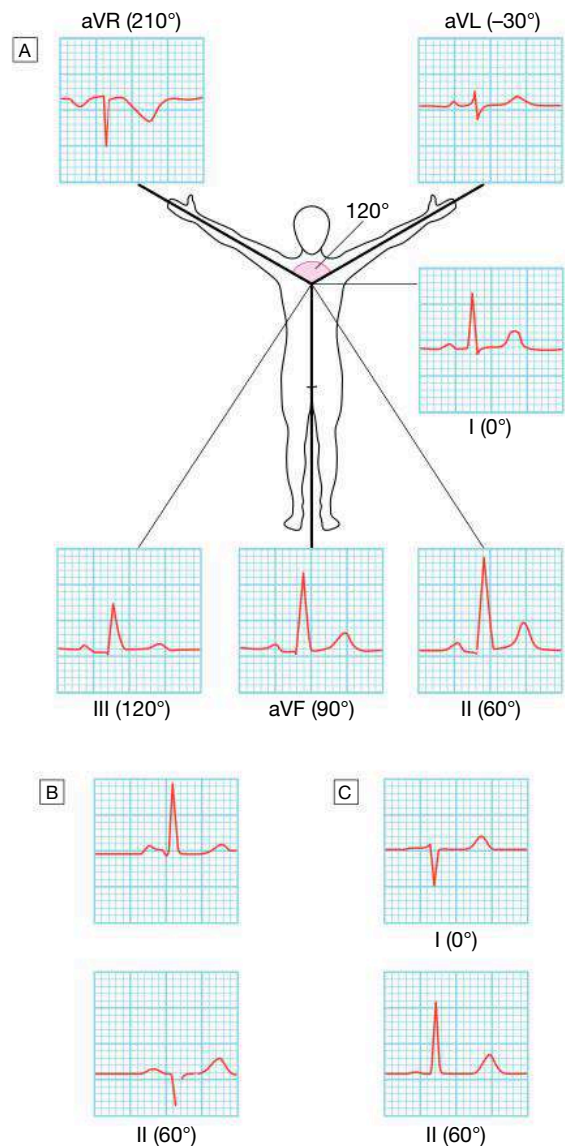 aVR (210°)
aVL (–30°)
A
120°
I (0°)
III (120°)
aVF (90°)
II (60°)
B
C
I (0°)
II (60°)
II (60°)